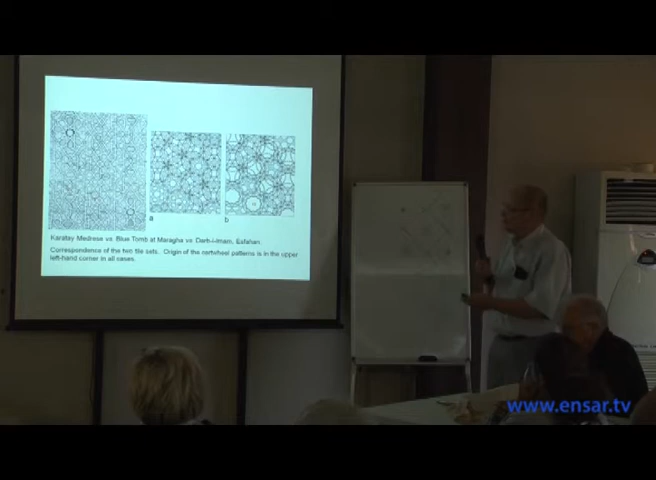 a
b
Karatay Medrese vs Blue Tomb at Maragha vs Darb-i-Imam, Esfahan.
Correspondence of the two tile sets. Origin of the cartwheel patterns is in the upper
left-hand corner in all cases.
www.ensar.tv